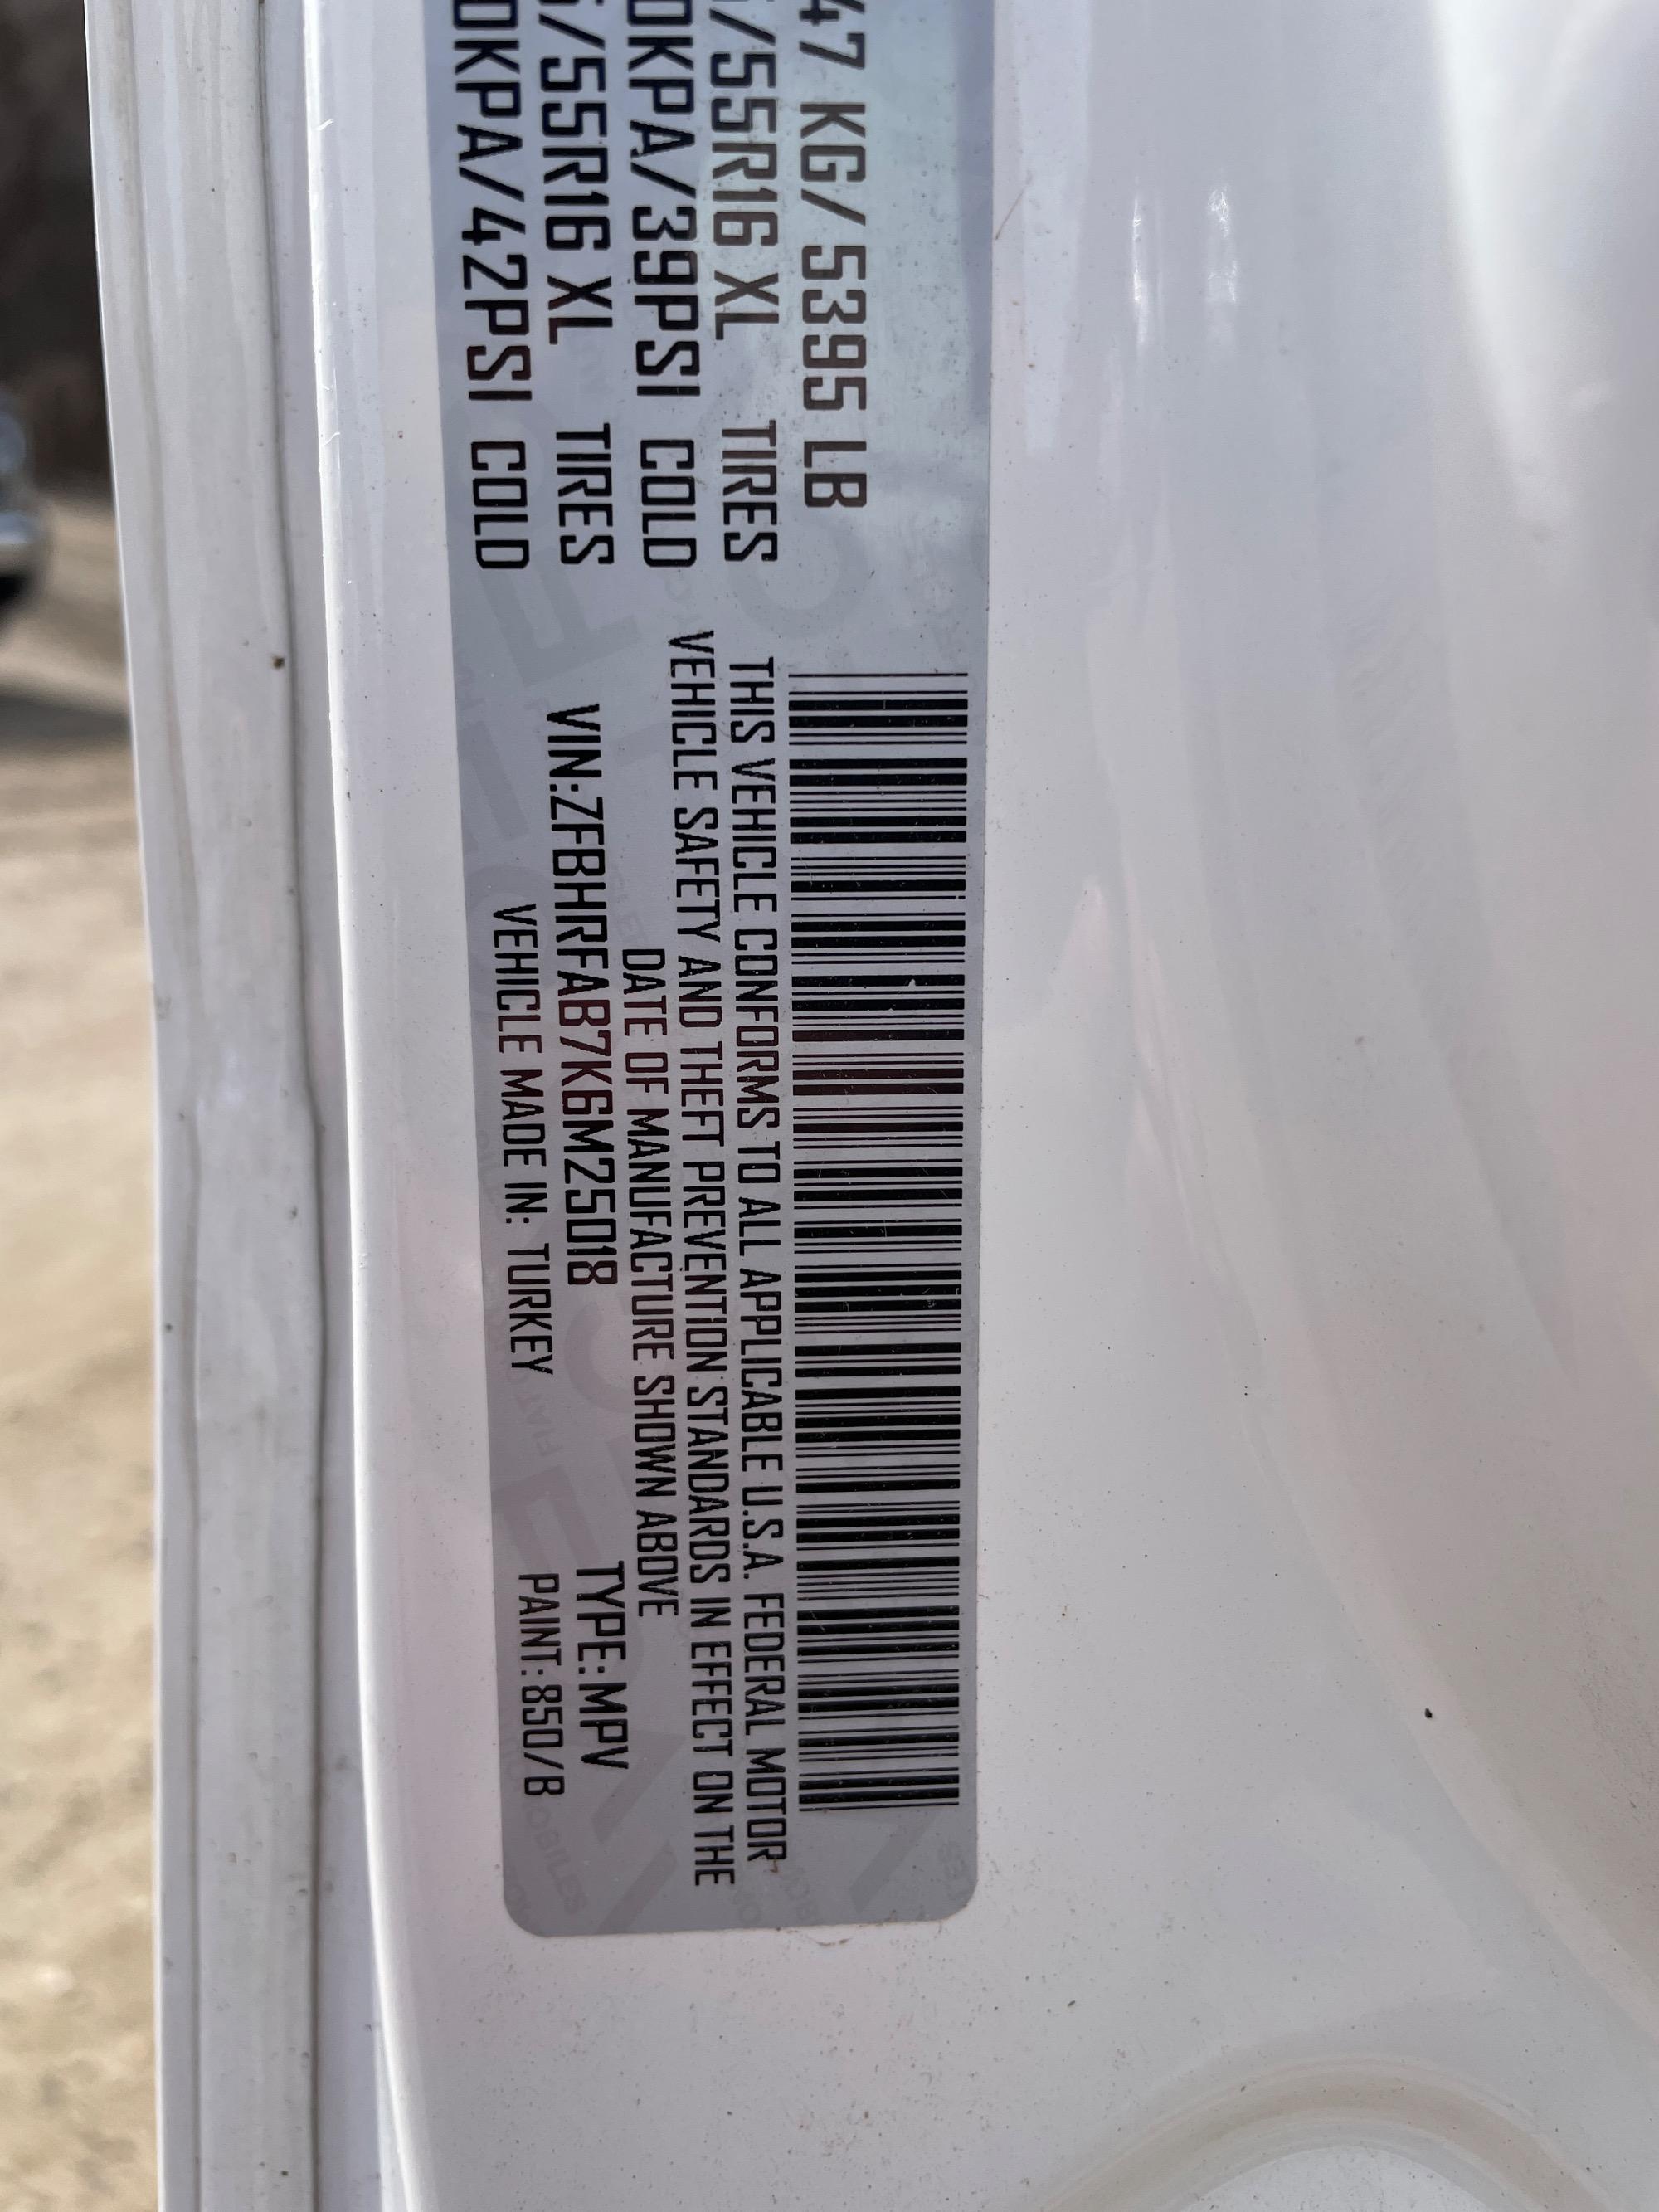 47 KG/ 5395 LB
/55R16 XL TIRES
0KPA/39PSI COLD
5/55R16 XL TIRES
0KPA/42PSI COLD
THIS VEHICLE CONFORMS TO ALL APPLICABLE U.S.A. FEDERAL MOTOR
VEHICLE SAFETY AND THEFT PREVENTION STANDARDS IN EFFECT ON THE
DATE OF MANUFACTURE SHOWN ABOVE
VIN:ZFBHRFAB7K6M25018 TYPE:MPV
VEHICLE MADE IN: TURKEY PAINT:850/B